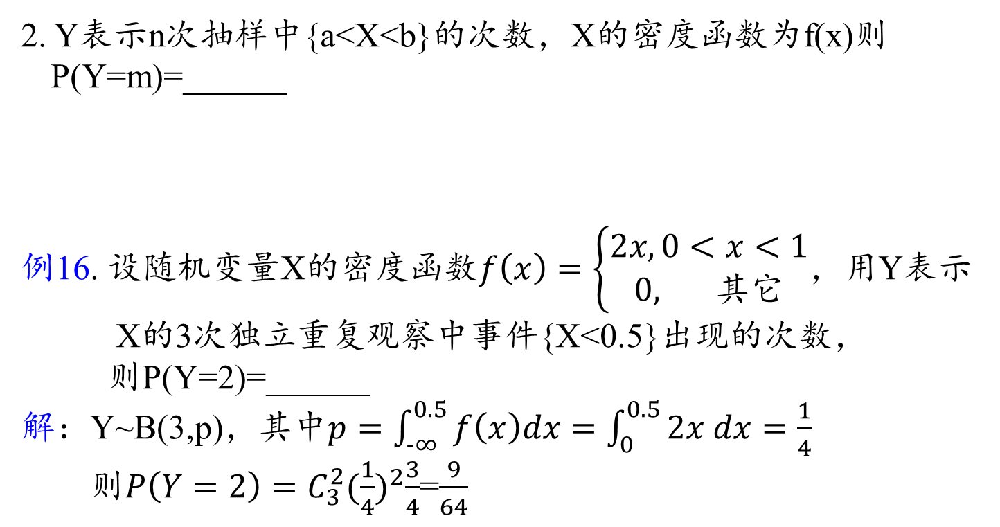 2. Y表示n次抽样中{a<X<b}的次数，X的密度函数为f(x)则
P(Y=m)=______
例16. 设随机变量X的密度函数$f(x)=\begin{cases}2x, 0<x<1\\0, 其它\end{cases}$，用Y表示
X的3次独立重复观察中事件{X<0.5}出现的次数，
则P(Y=2)=______
解：Y~B(3,p)，其中$p=\int_{-\infty}^{0.5}f(x)dx=\int_{0}^{0.5}2x\,dx=\frac{1}{4}$
则$P(Y=2)=C_3^2(\frac{1}{4})^2\frac{3}{4}=\frac{9}{64}$